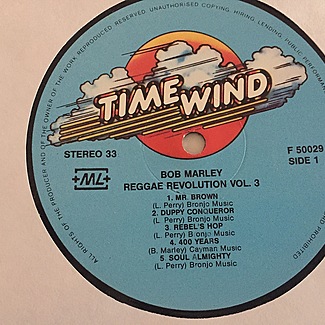 ALL RIGHTS OF THE PRODUCER AND OF THE OWNER OF THE WORK REPRODUCED RESERVED UNAUTHORISED COPYING, HIRING, LENDING, PUBLIC PERFORMANCE
TIME WIND
STEREO 33
F 50029
SIDE 1
ML
BOB MARLEY
REGGAE REVOLUTION VOL. 3
1. MR. BROWN
(L. Perry) Bronjo Music
2. DUPPY CONQUEROR
(L. Perry) Bronjo Music
3. REBEL'S HOP
(L. Perry) Bronjo Music
4. 400 YEARS
(B. Marley) Cayman Music
5. SOUL ALMIGHTY
(L. Perry) Bronjo Music